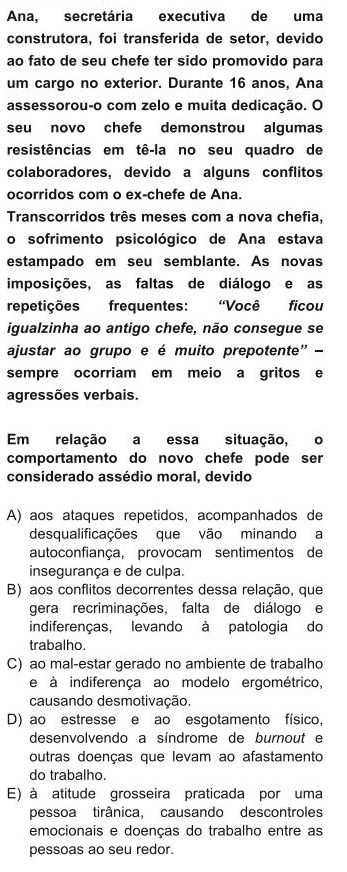 Ana, secretária executiva de uma
construtora, foi transferida de setor, devido
ao fato de seu chefe ter sido promovido para
um cargo no exterior. Durante 16 anos, Ana
assessorou-o com zelo e muita dedicação. O
seu novo chefe demonstrou algumas
resistências em tê-la no seu quadro de
colaboradores, devido a alguns conflitos
ocorridos com o ex-chefe de Ana.
Transcorridos três meses com a nova chefia,
o sofrimento psicológico de Ana estava
estampado em seu semblante. As novas
imposições, as faltas de diálogo e as
repetições frequentes: “Você ficou
igualzinha ao antigo chefe, não consegue se
ajustar ao grupo e é muito prepotente” –
sempre ocorriam em meio a gritos e
agressões verbais.
Em relação a essa situação, o
comportamento do novo chefe pode ser
considerado assédio moral, devido
A) aos ataques repetidos, acompanhados de
desqualificações que vão minando a
autoconfiança, provocam sentimentos de
insegurança e de culpa.
B) aos conflitos decorrentes dessa relação, que
gera recriminações, falta de diálogo e
indiferenças, levando à patologia do
trabalho.
C) ao mal-estar gerado no ambiente de trabalho
e à indiferença ao modelo ergométrico,
causando desmotivação.
D) ao estresse e ao esgotamento físico,
desenvolvendo a síndrome de burnout e
outras doenças que levam ao afastamento
do trabalho.
E) à atitude grosseira praticada por uma
pessoa tirânica, causando descontroles
emocionais e doenças do trabalho entre as
pessoas ao seu redor.